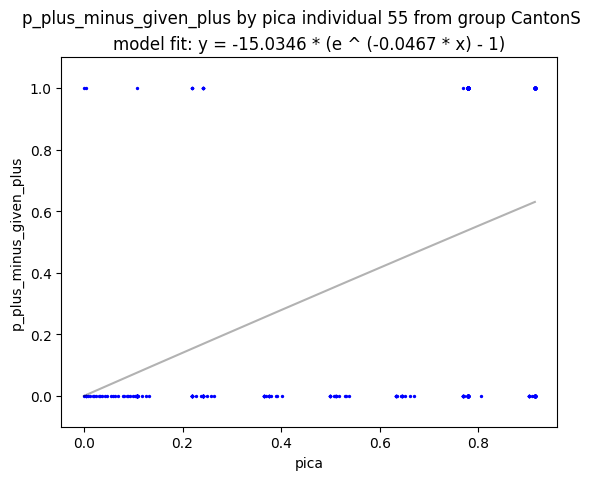 p_plus_minus_given_plus by pica individual 55 from group CantonS
model fit: y = -15.0346 * (e ^ (-0.0467 * x) - 1)
p_plus_minus_given_plus
1.0
0.8
0.6
0.4
0.2
0.0
0.0 0.2 0.4 0.6 0.8
pica